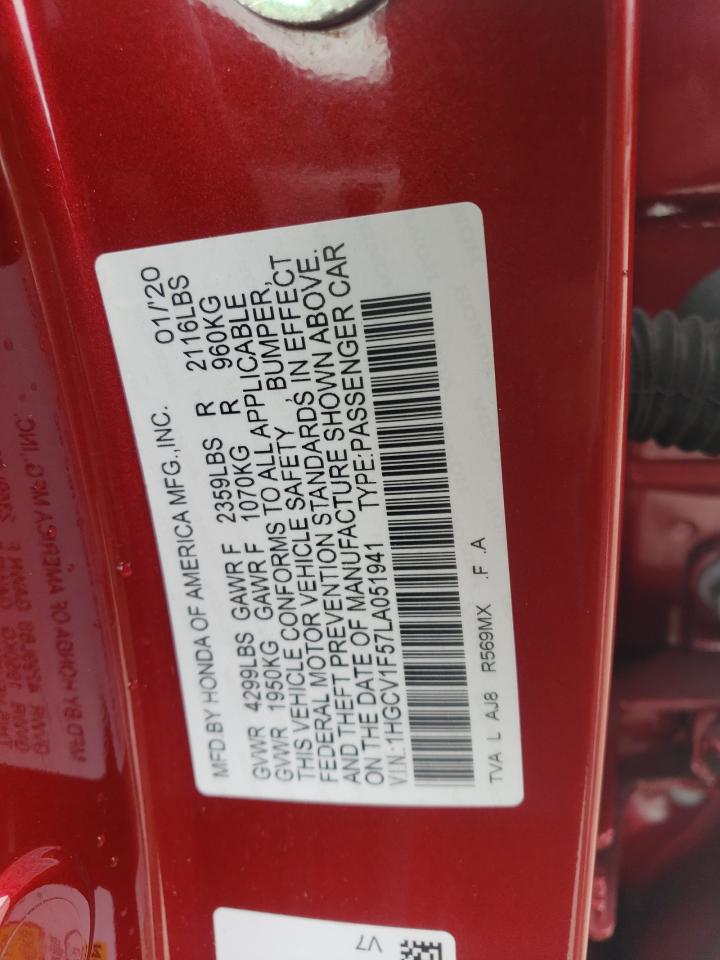 MFD.BY HONDA OF AMERICA MFG.,INC. 01/'20
GVWR 4299LBS GAWR F 2359LBS R 2116LBS
GVWR 1950KG GAWR F 1070KG R 960KG
THIS VEHICLE CONFORMS TO ALL APPLICABLE
FEDERAL MOTOR VEHICLE SAFETY, BUMPER,
AND THEFT PREVENTION STANDARDS IN EFFECT
ON THE DATE OF MANUFACTURE SHOWN ABOVE.
VIN.:1HGCV1F57LA051941 TYPE:PASSENGER CAR
TVA L AJ8 R569MX .F .A
V7